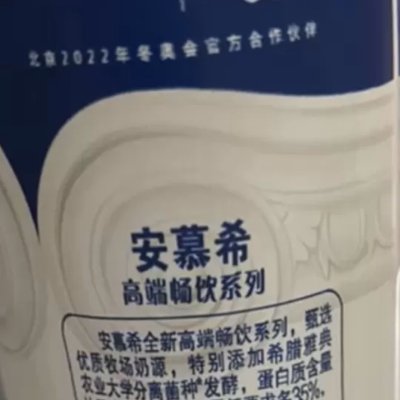 北京2022年冬奥会官方合作伙伴
安慕希
高端畅饮系列
安慕希全新高端畅饮系列，甄选
优质牧场奶源，特别添加希腊雅典
农业大学分离菌种*发酵，蛋白质含量